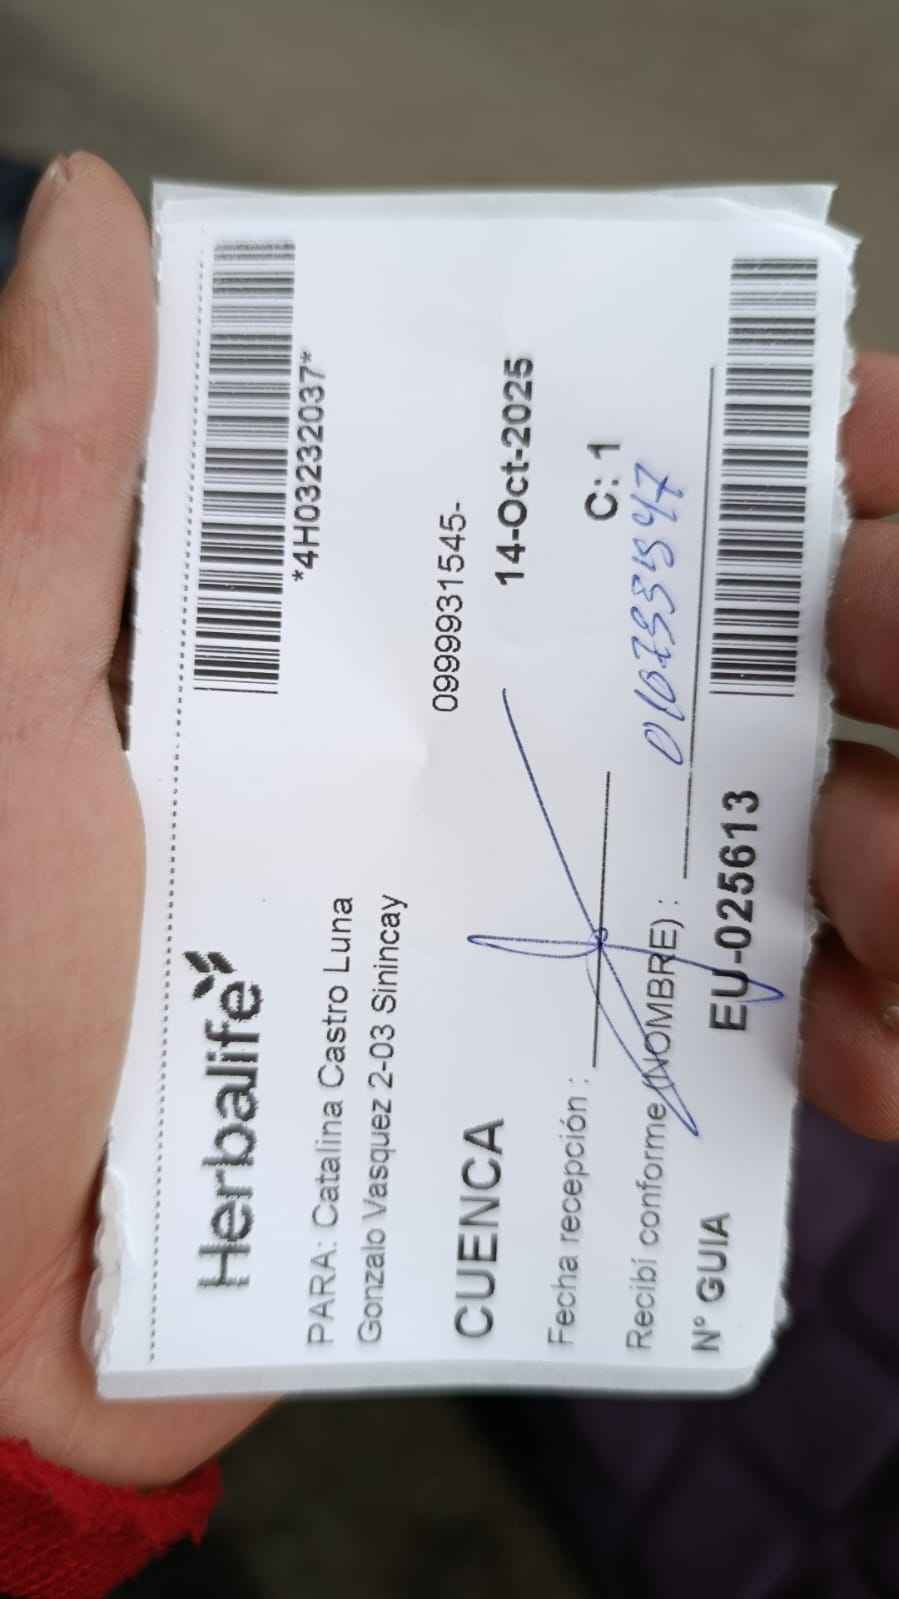 Herbalife
*4H03232037*
PARA: Catalina Castro Luna
Gonzalo Vasquez 2-03 Sinincay
0999931545-
CUENCA
14-Oct-2025
Fecha recepción :
C: 1
Recibí conforme (NOMBRE) :
N° GUIA EU-025613